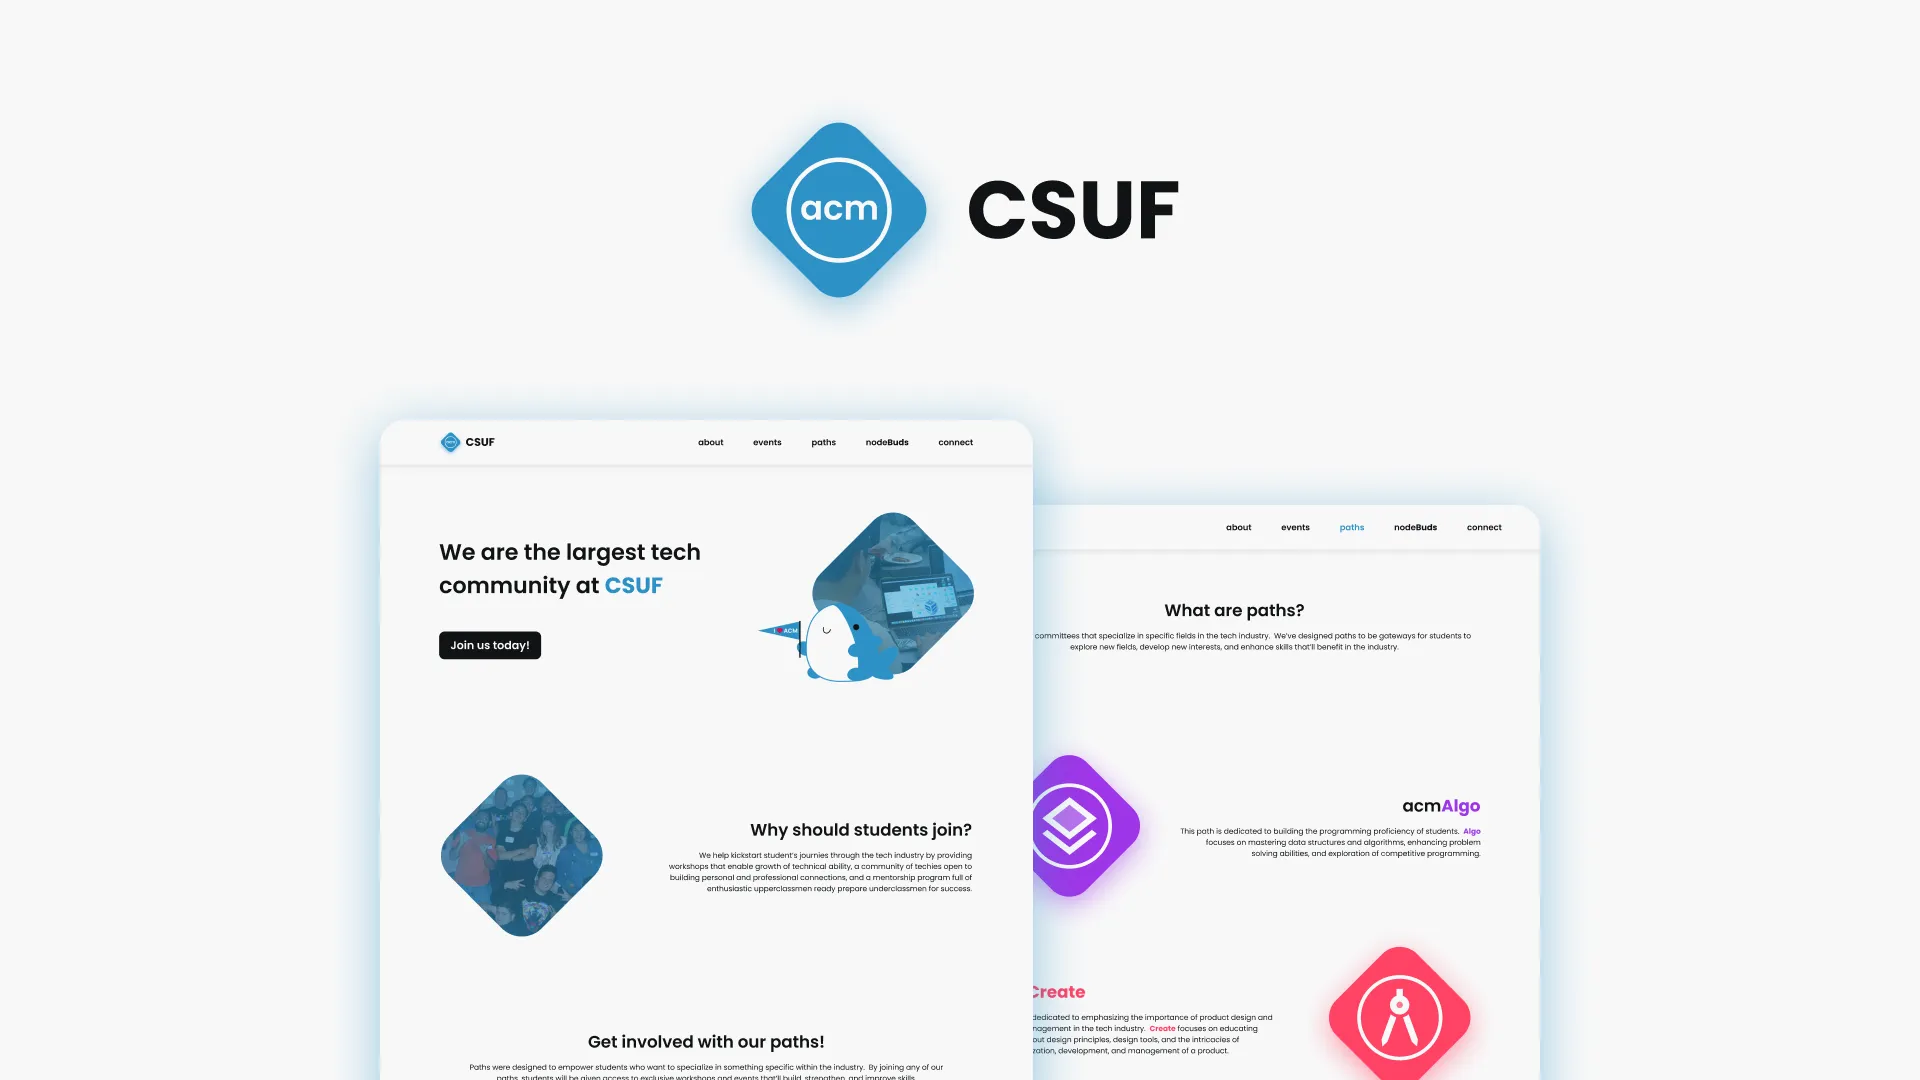 acm
CSUF
CSUF
about events paths nodeBuds connect
We are the largest tech
community at CSUF
Join us today!
I ACM
Why should students join?
We help kickstart student's journies through the tech industry by providing
workshops that enable growth of technical ability, a community of techies open to
building personal and professional connections, and a mentorship program full of
enthusiastic upperclassmen ready prepare underclassmen for success.
Get involved with our paths!
Paths were designed to empower students who want to specialize in something specific within the industry. By joining any of our
paths, students will be given access to exclusive workshops and events that'll build, strengthen, and improve skills.
about events paths nodeBuds connect
What are paths?
committees that specialize in specific fields in the tech industry. We've designed paths to be gateways for students to
explore new fields, develop new interests, and enhance skills that'll benefit in the industry.
acmAlgo
This path is dedicated to building the programming proficiency of students. Algo
focuses on mastering data structures and algorithms, enhancing problem
solving abilities, and exploration of competitive programming.
Create
dedicated to emphasizing the importance of product design and
nagement in the tech industry. Create focuses on educating
out design principles, design tools, and the intricacies of
zation, development, and management of a product.